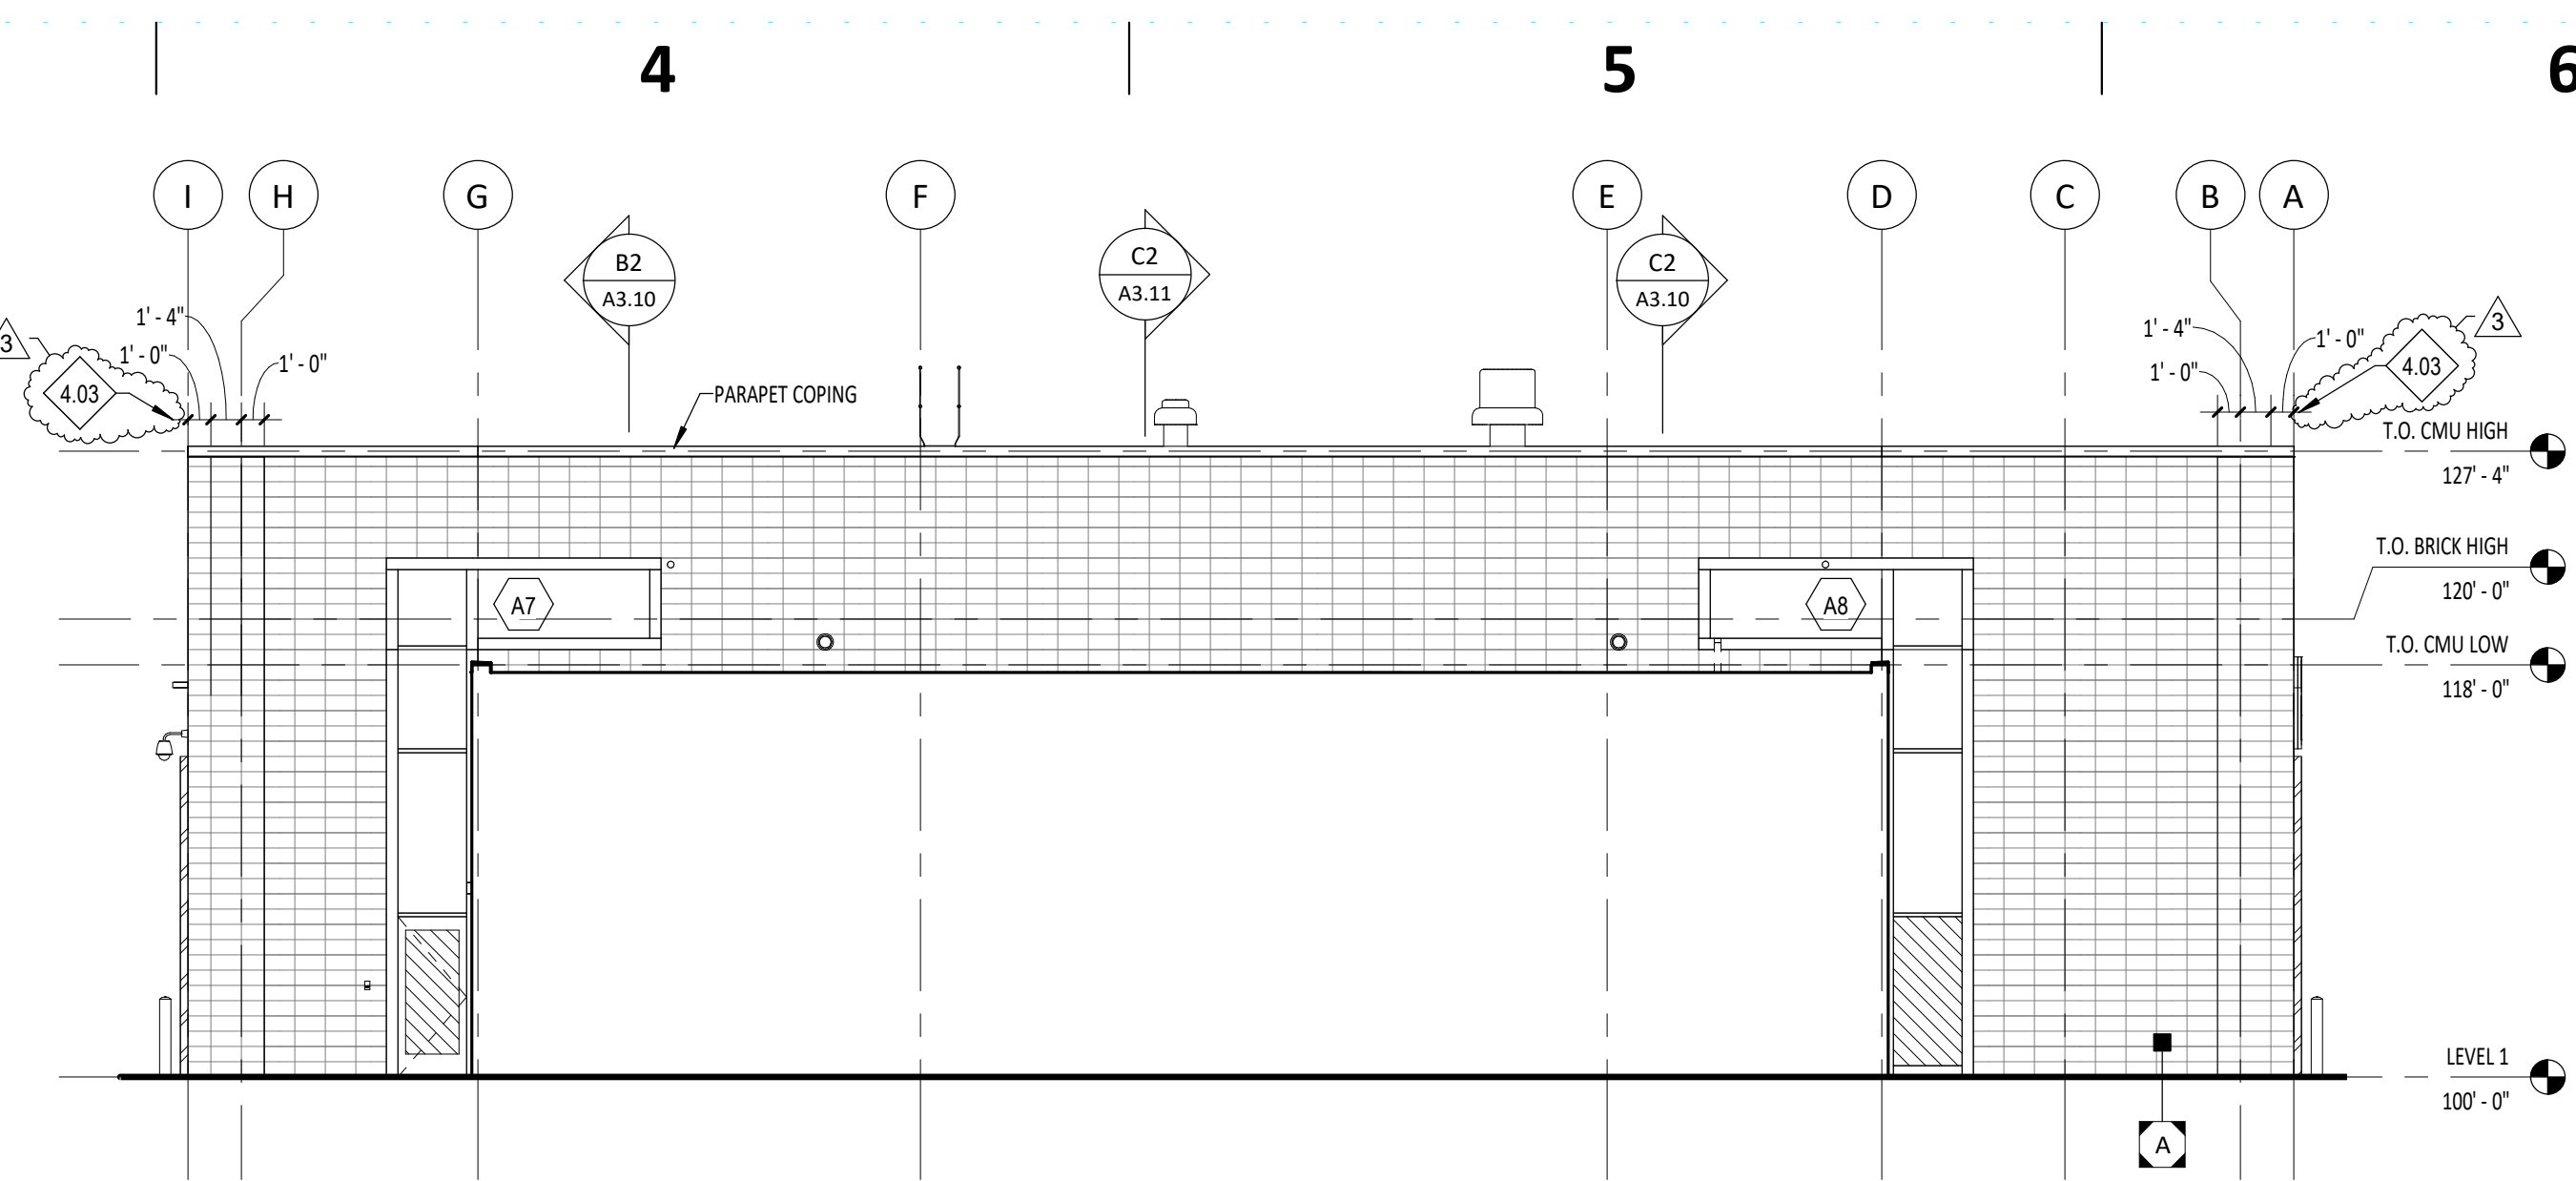 4
5
6
I
H
G
F
E
D
C
B
A
B2
A3.10
C2
A3.11
C2
A3.10
1' - 4"
1' - 0"
1' - 0"
3
4.03
PARAPET COPING
1' - 4"
1' - 0"
1' - 0"
3
4.03
T.O. CMU HIGH
127' - 4"
T.O. BRICK HIGH
120' - 0"
T.O. CMU LOW
118' - 0"
A7
A8
LEVEL 1
100' - 0"
A